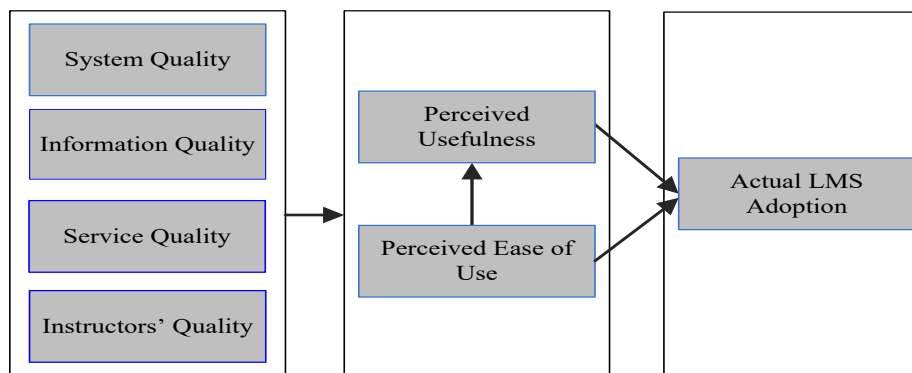 System Quality
Information Quality
Service Quality
Instructors’ Quality
Perceived
Usefulness
Perceived Ease of
Use
Actual LMS
Adoption